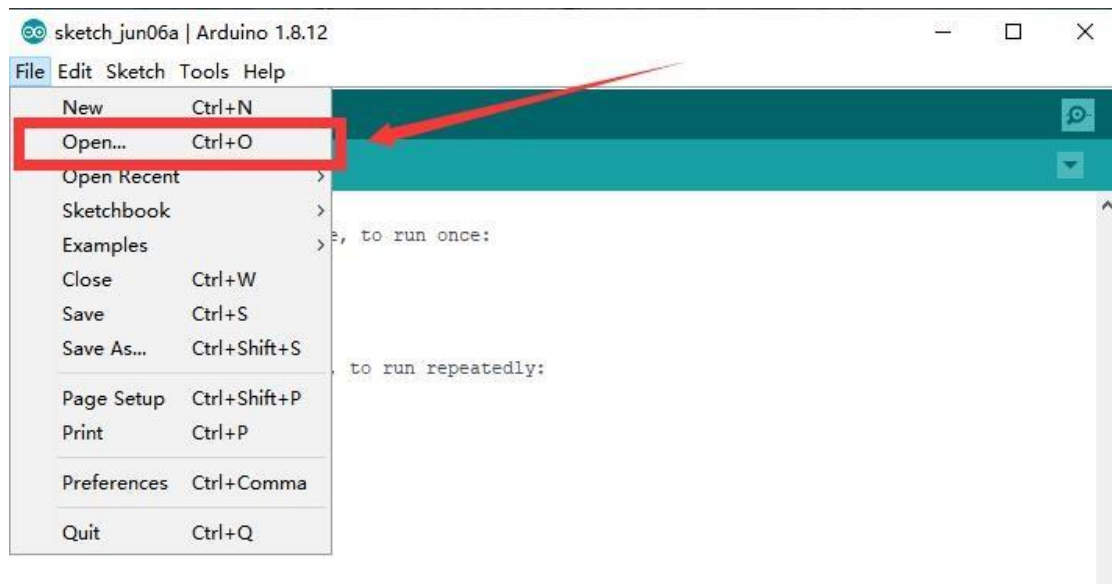 sketch_jun06a | Arduino 1.8.12
File Edit Sketch Tools Help
New Ctrl+N
Open... Ctrl+O
Open Recent
Sketchbook
Examples
, to run once:
Close Ctrl+W
Save Ctrl+S
Save As... Ctrl+Shift+S
, to run repeatedly:
Page Setup Ctrl+Shift+P
Print Ctrl+P
Preferences Ctrl+Comma
Quit Ctrl+Q